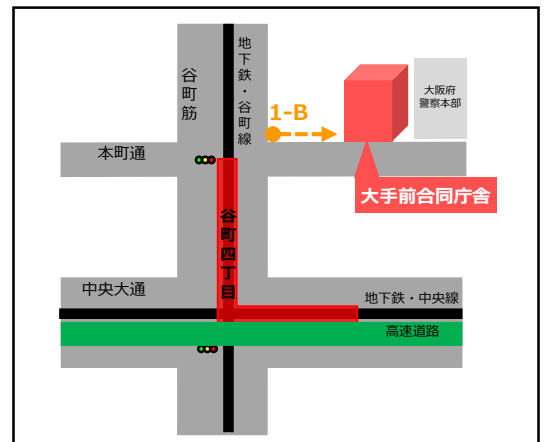 谷町筋
地下鉄・谷町線
1-B
大阪府
警察本部
本町通
大手前合同庁舎
谷町四丁目
中央大通
地下鉄・中央線
高速道路